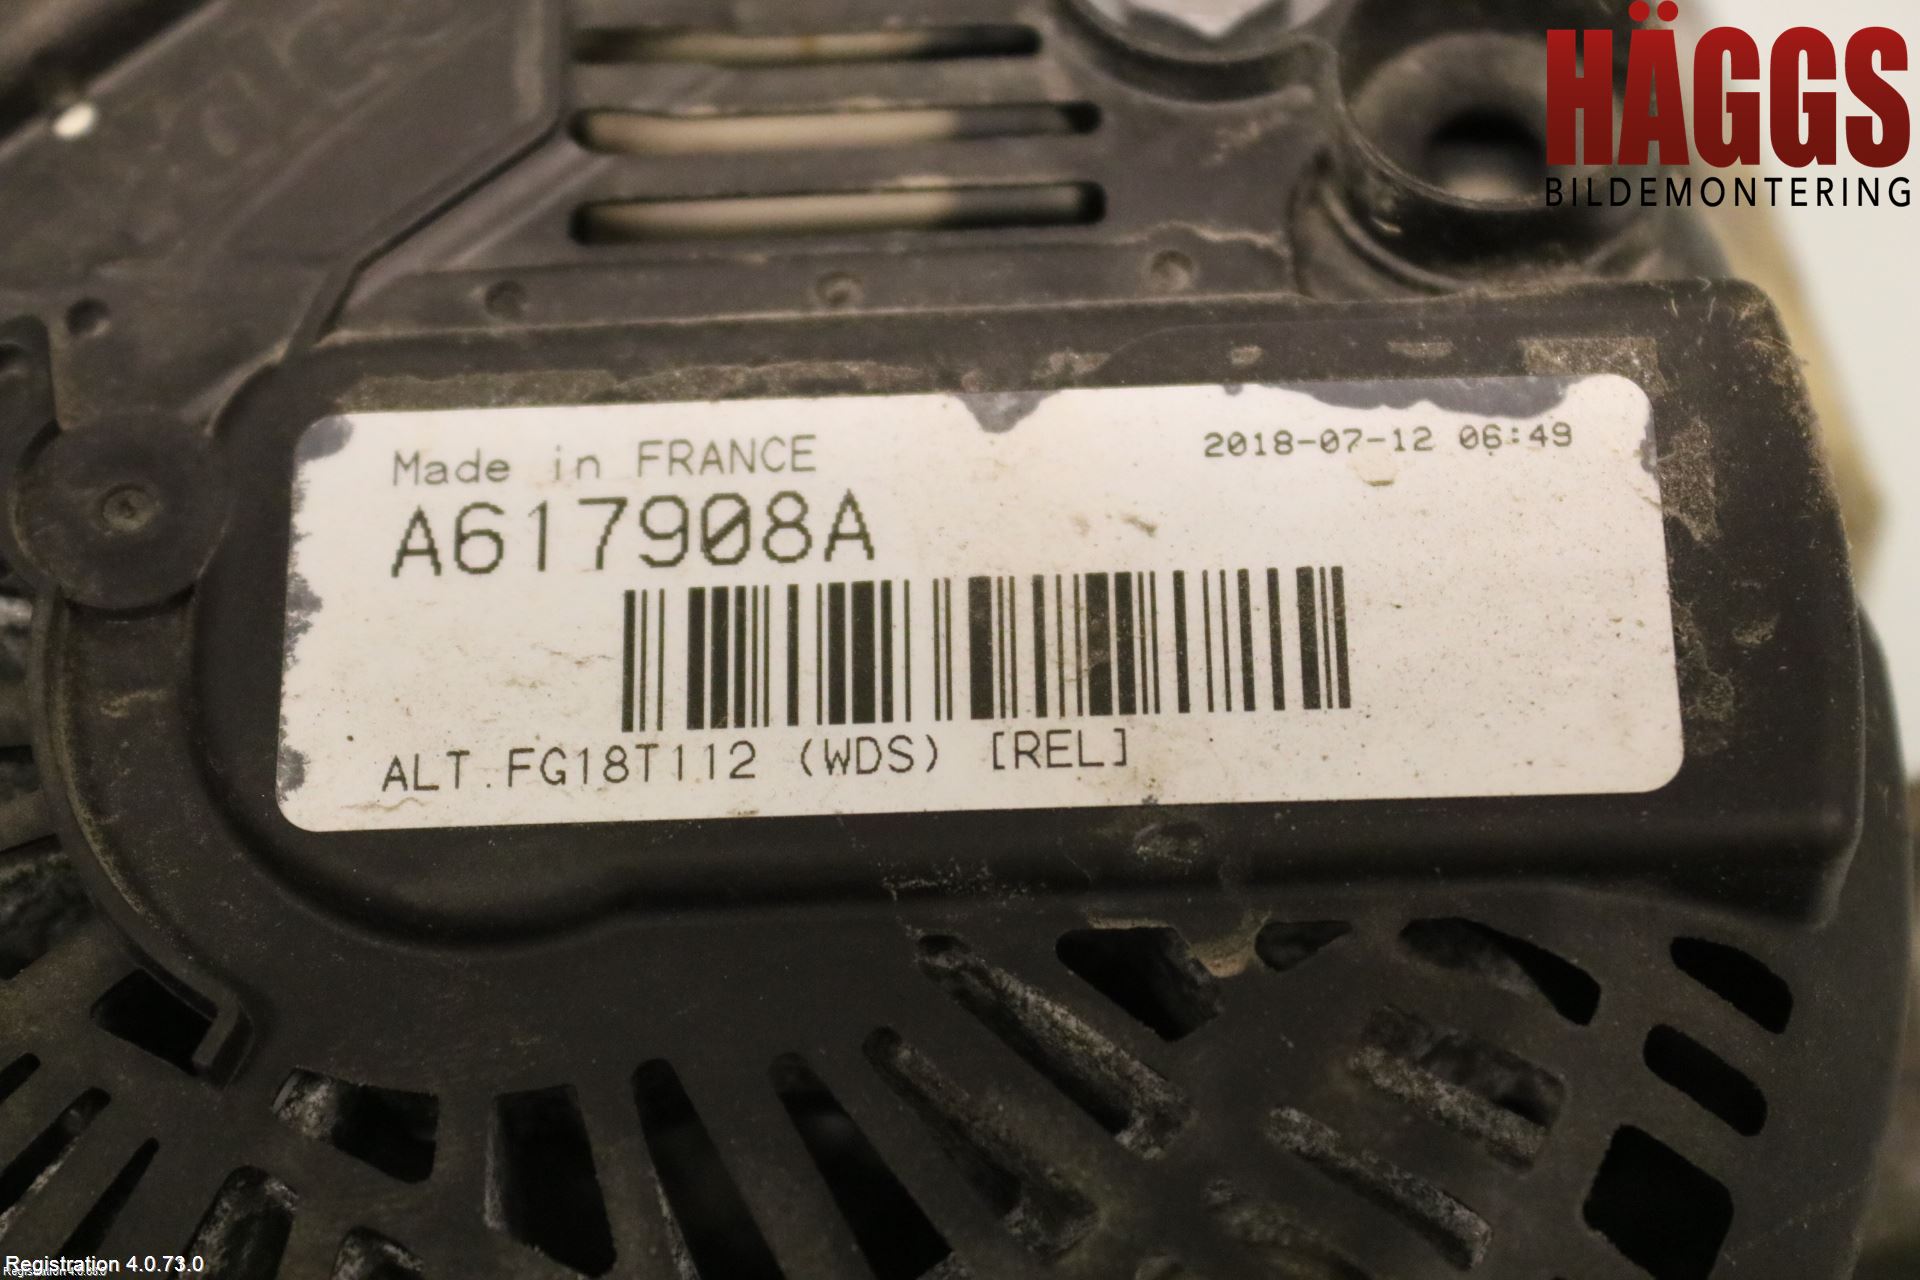 HÄGGS
BILDEMONTERING
Made in FRANCE
2018-07-12 06:49
A617908A
ALT.FG18T112 (WDS) [REL]
Registration 4.0.73.0